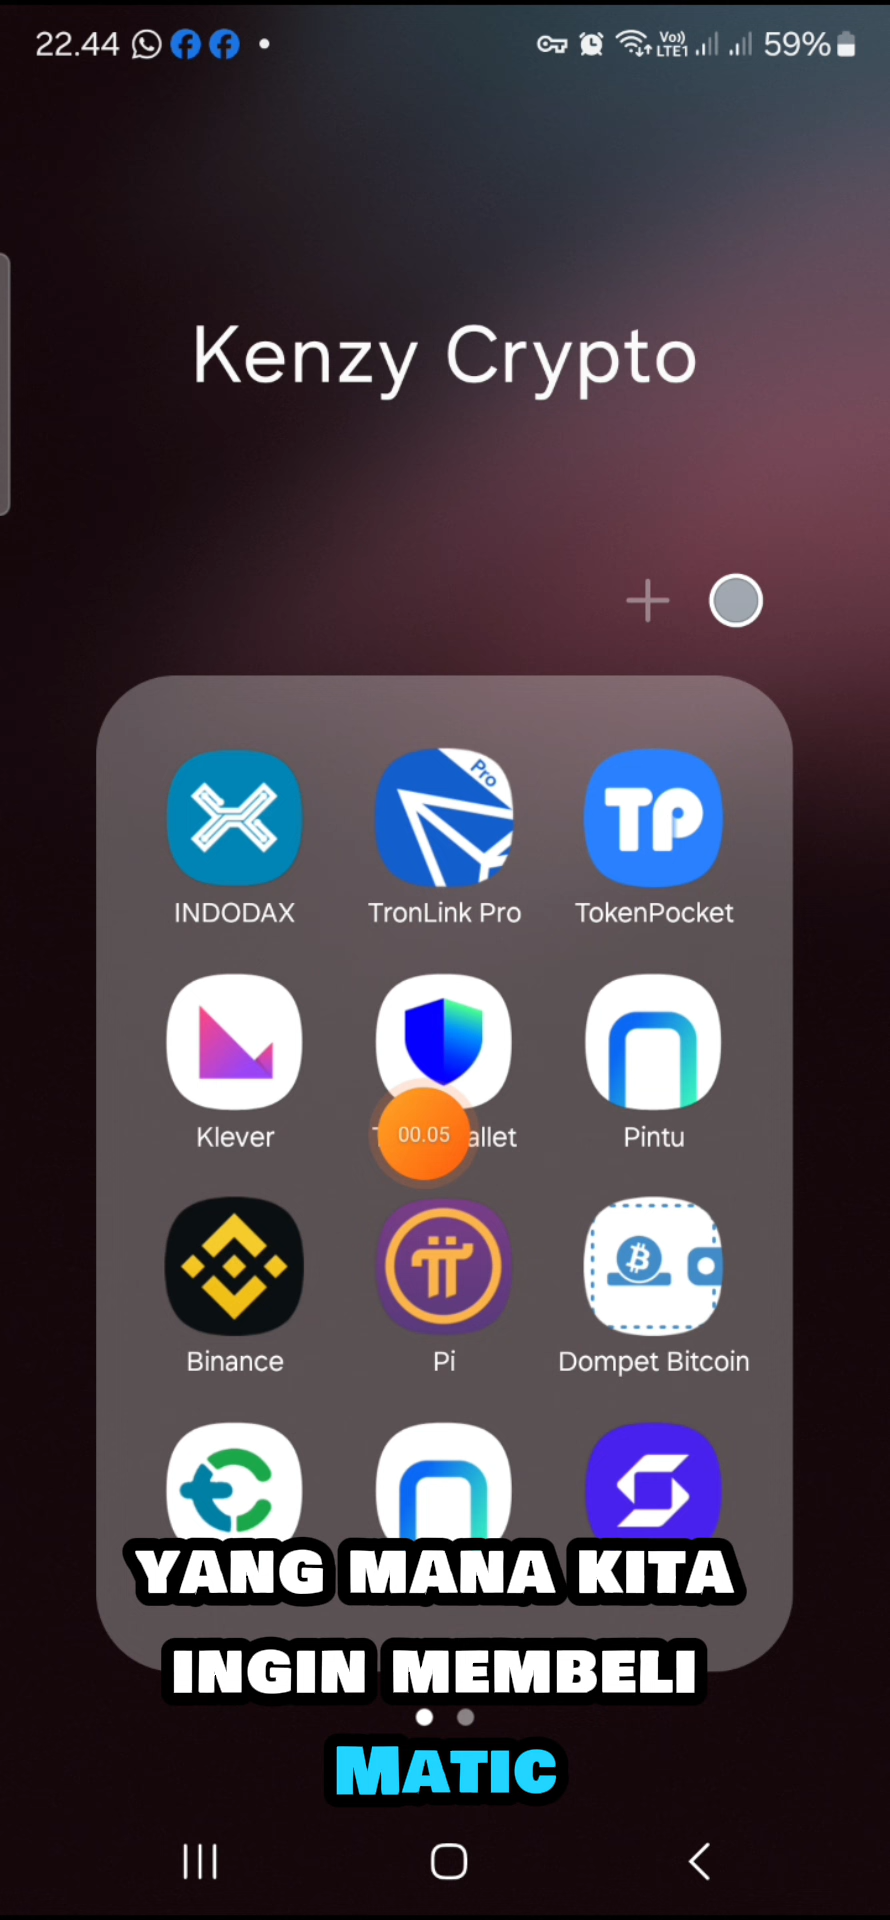 22.44
Vo))
LTE1
59%
Kenzy Crypto
Pro
TP
INDODAX
TronLink Pro
TokenPocket
Klever
allet
Pintu
00.05
Binance
Pi
Dompet Bitcoin
YANG MANA KITA
INGIN MEMBELI
MATIC